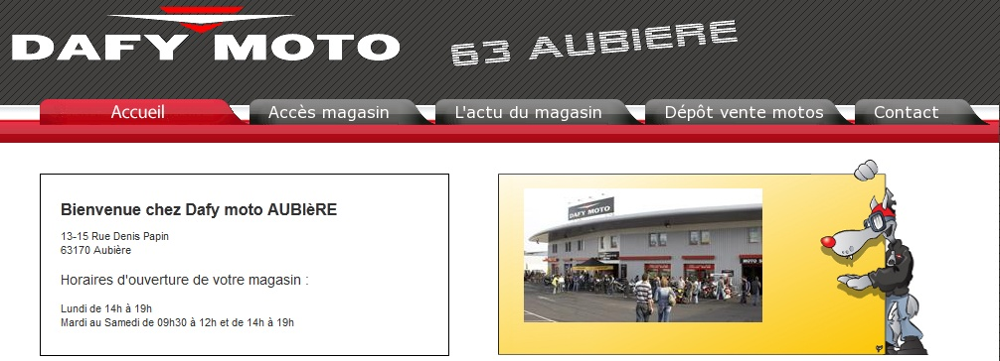 DAFY MOTO
63 AUBIERE
Accueil
Accès magasin
L'actu du magasin
Dépôt vente motos
Contact
Bienvenue chez Dafy moto AUBIèRE
13-15 Rue Denis Papin
63170 Aubière
Horaires d'ouverture de votre magasin :
Lundi de 14h à 19h
Mardi au Samedi de 09h30 à 12h et de 14h à 19h
DAFY MOTO